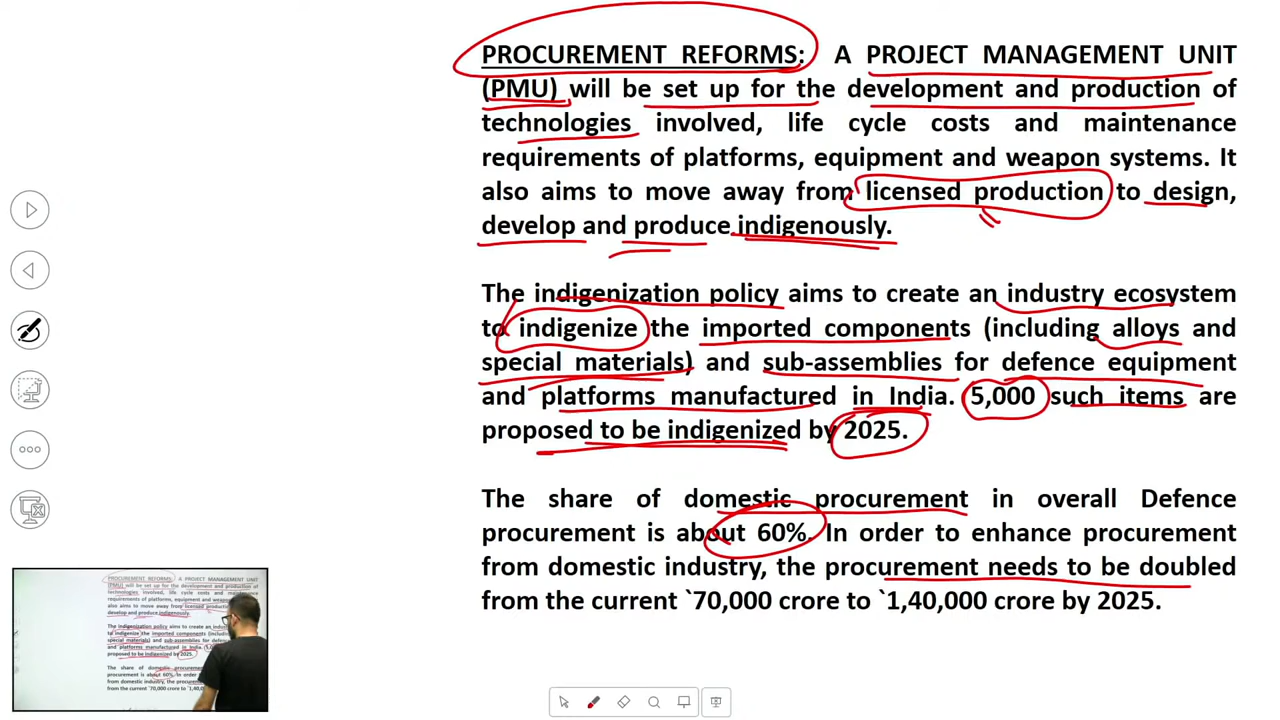 PROCUREMENT REFORMS: A PROJECT MANAGEMENT UNIT
(PMU) will be set up for the development and production of
technologies involved, life cycle costs and maintenance
requirements of platforms, equipment and weapon systems. It
also aims to move away from licensed production to design,
develop and produce indigenously.
The indigenization policy aims to create an industry ecosystem
to indigenize the imported components (including alloys and
special materials) and sub-assemblies for defence equipment
and platforms manufactured in India. 5,000 such items are
proposed to be indigenized by 2025.
The share of domestic procurement in overall Defence
procurement is about 60%. In order to enhance procurement
from domestic industry, the procurement needs to be doubled
from the current `70,000 crore to `1,40,000 crore by 2025.